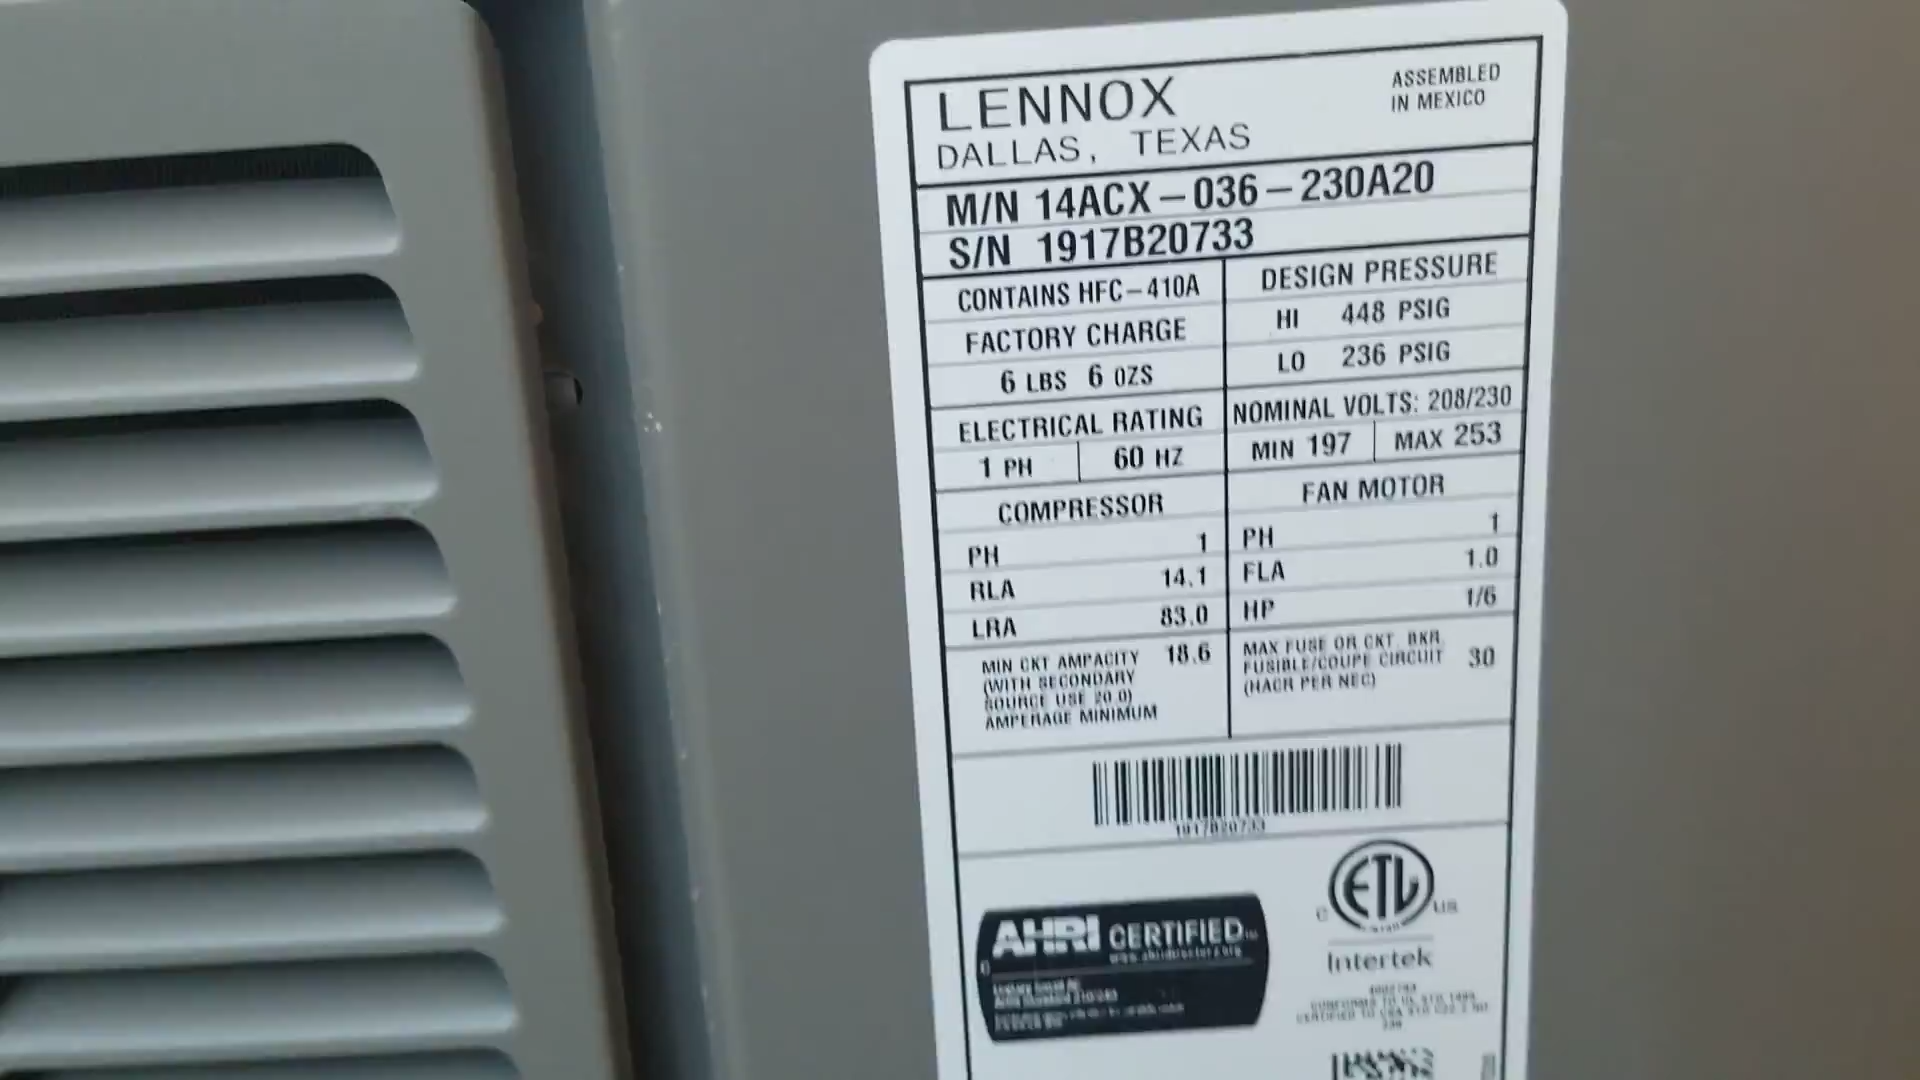 LENNOX
DALLAS, TEXAS
ASSEMBLED
IN MEXICO
M/N 14ACX-036-230A20
S/N 1917B20733
CONTAINS HFC-410A
FACTORY CHARGE
6 LBS 6 OZS
DESIGN PRESSURE
HI 448 PSIG
LO 236 PSIG
ELECTRICAL RATING
1 PH 60 HZ
NOMINAL VOLTS: 208/230
MIN 197 MAX 253
COMPRESSOR
PH 1
RLA 14.1
LRA 83.0
FAN MOTOR
PH 1
FLA 1.0
HP 1/6
MIN CKT AMPACITY 18.6
(WITH SECONDARY
SOURCE USE 20.0)
AMPERAGE MINIMUM
MAX FUSE OR CKT. BKR.
FUSIBLE/COUPE CIRCUIT 30
(HACR PER NEC)
1917B20733
AHRI CERTIFIED
www.ahridirectory.org
C ETL US
Intertek